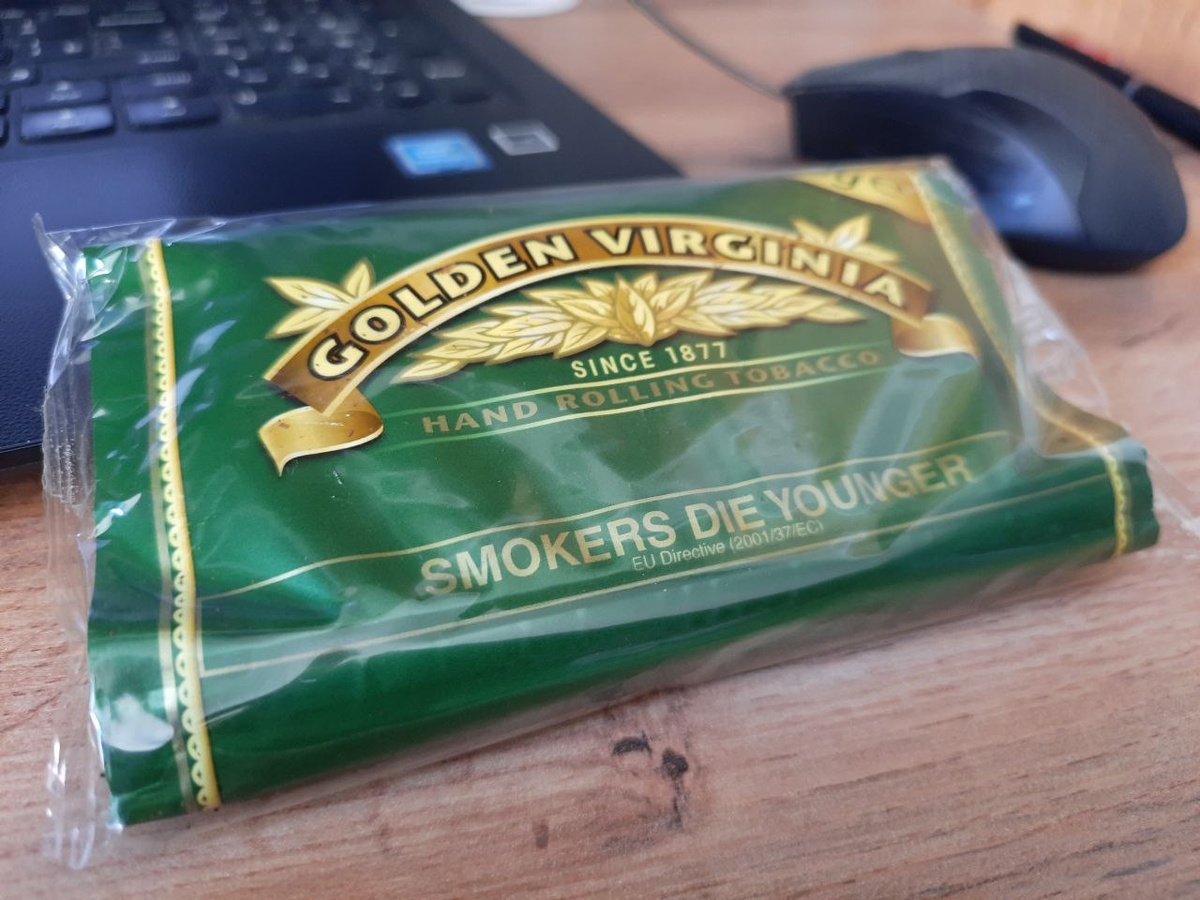 GOLDEN VIRGINIA
SINCE 1877
HAND ROLLING TOBACCO
SMOKERS DIE YOUNGER
EU Directive (2001/37/EC)